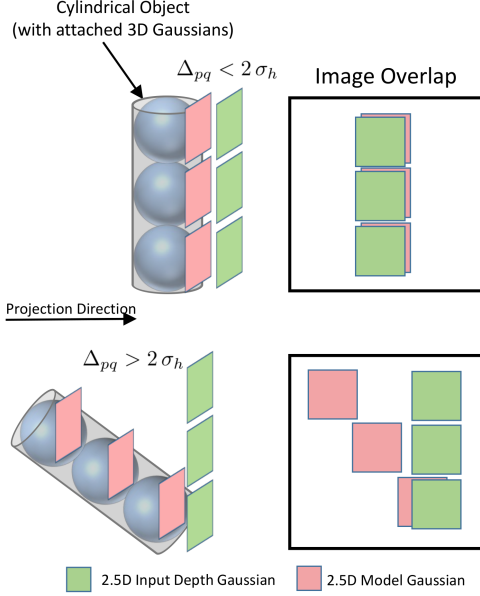 Cylindrical Object
(with attached 3D Gaussians)
Δpq < 2 σh
Image Overlap
Projection Direction
Δpq > 2 σh
2.5D Input Depth Gaussian
2.5D Model Gaussian